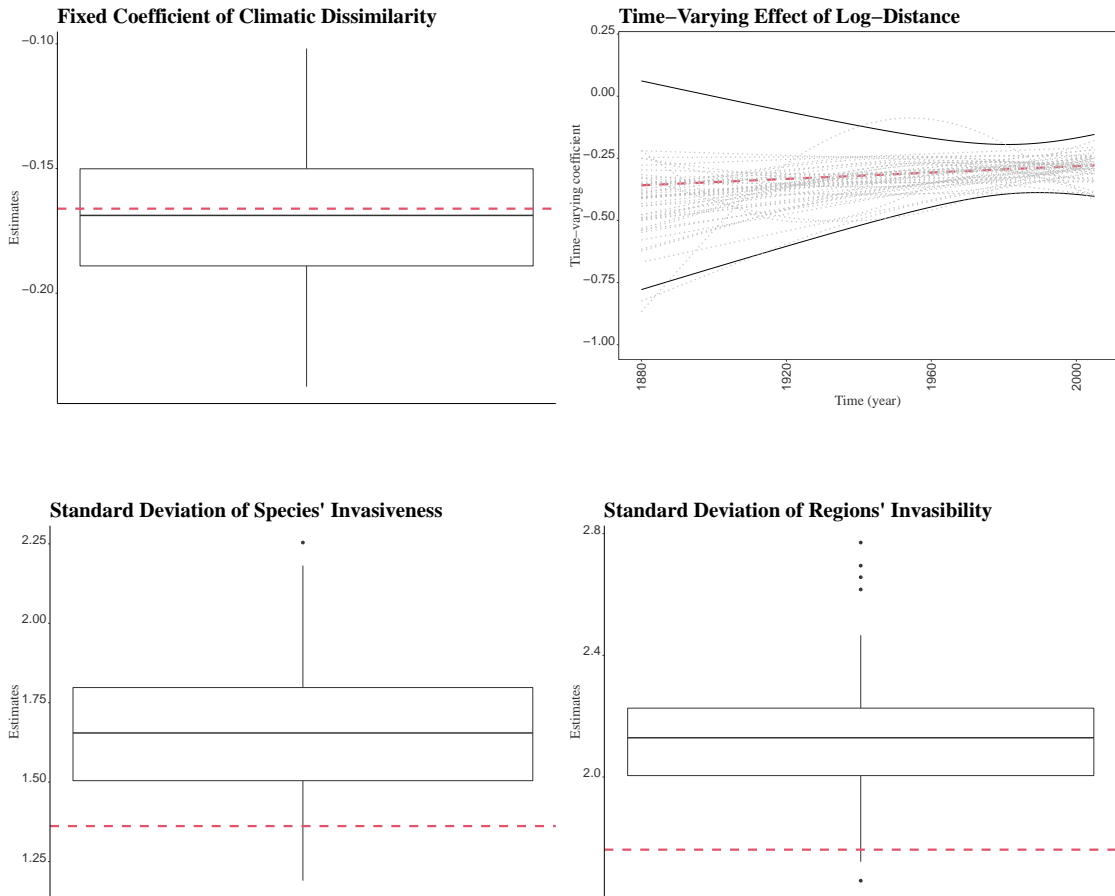 Fixed Coefficient of Climatic Dissimilarity
−0.10
−0.15
−0.20
Estimates
Time−Varying Effect of Log−Distance
0.25
0.00
−0.25
−0.50
−0.75
−1.00
Time−varying coefficient
1880
1920
1960
2000
Time (year)
Standard Deviation of Species' Invasiveness
2.25
2.00
1.75
1.50
1.25
Estimates
Standard Deviation of Regions' Invasibility
2.8
2.4
2.0
Estimates